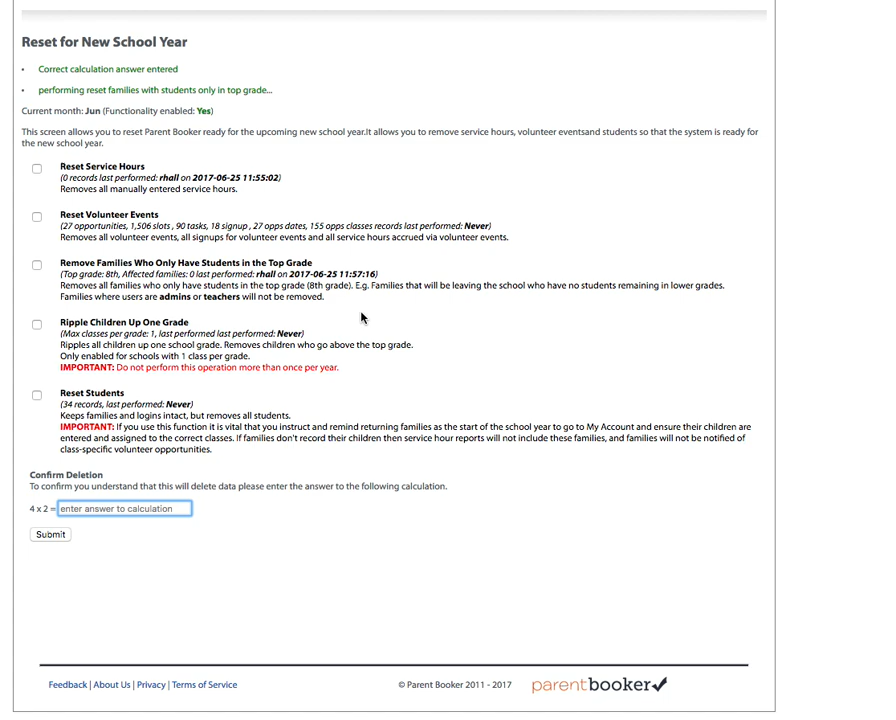 Reset for New School Year
• Correct calculation answer entered
• performing reset families with students only in top grade...
Current month: Jun (Functionality enabled: Yes)
This screen allows you to reset Parent Booker ready for the upcoming new school year.It allows you to remove service hours, volunteer eventsand students so that the system is ready for
the new school year.
Reset Service Hours
(0 records last performed: rhall on 2017-06-25 11:55:02)
Removes all manually entered service hours.
Reset Volunteer Events
(27 opportunities, 1,506 slots , 90 tasks, 18 signup , 27 opps dates, 155 opps classes records last performed: Never)
Removes all volunteer events, all signups for volunteer events and all service hours accrued via volunteer events.
Remove Families Who Only Have Students in the Top Grade
(Top grade: 8th, Affected families: 0 last performed: rhall on 2017-06-25 11:57:16)
Removes all families who only have students in the top grade (8th grade). E.g. Families that will be leaving the school who have no students remaining in lower grades.
Families where users are admins or teachers will not be removed.
Ripple Children Up One Grade
(Max classes per grade: 1, last performed last performed: Never)
Ripples all children up one school grade. Removes children who go above the top grade.
Only enabled for schools with 1 class per grade.
IMPORTANT: Do not perform this operation more than once per year.
Reset Students
(34 records, last performed: Never)
Keeps families and logins intact, but removes all students.
IMPORTANT: If you use this function it is vital that you instruct and remind returning families as the start of the school year to go to My Account and ensure their children are
entered and assigned to the correct classes. If families don't record their children then service hour reports will not include these families, and families will not be notified of
class-specific volunteer opportunities.
Confirm Deletion
To confirm you understand that this will delete data please enter the answer to the following calculation.
4 x 2 = enter answer to calculation
Submit
Feedback | About Us | Privacy | Terms of Service © Parent Booker 2011 - 2017 parentbooker